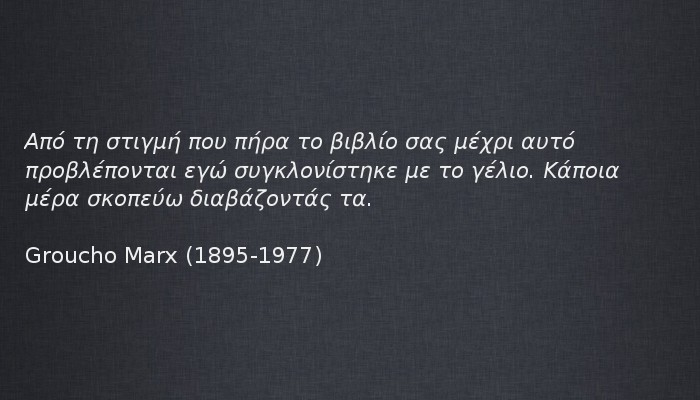 Από τη στιγμή που πήρα το βιβλίο σας μέχρι αυτό
προβλέπονται εγώ συγκλονίστηκε με το γέλιο. Κάποια
μέρα σκοπεύω διαβάζοντάς τα.
Groucho Marx (1895-1977)